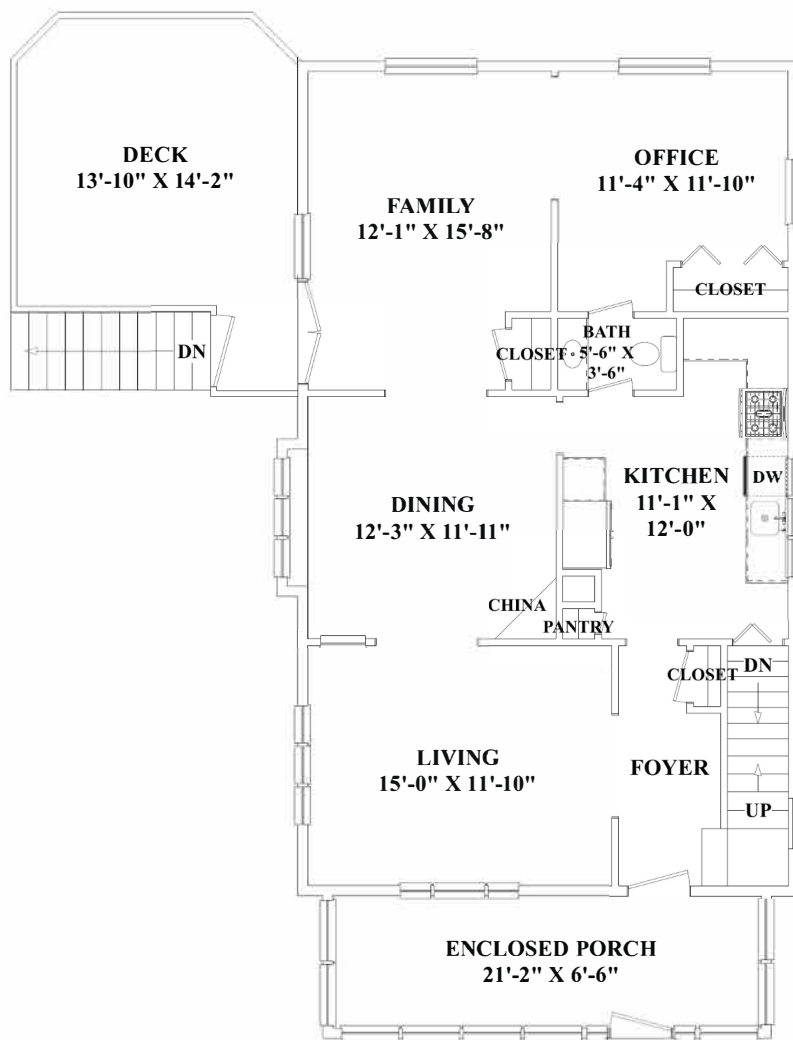 DECK
13'-10" X 14'-2"
OFFICE
11'-4" X 11'-10"
FAMILY
12'-1" X 15'-8"
CLOSET
DN
CLOSET
BATH
5'-6" X
3'-6"
KITCHEN
11'-1" X
12'-0"
DW
DINING
12'-3" X 11'-11"
CHINA
PANTRY
CLOSET
DN
LIVING
15'-0" X 11'-10"
FOYER
UP
ENCLOSED PORCH
21'-2" X 6'-6"